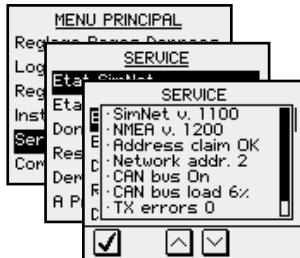 MENU PRINCIPAL
Reglage Pages Donnees
Log
Reg
Inst
Ser
Con
SERVICE
Etat SimNet
Eta
Don
Res
Dem
A P
SERVICE
· SimNet v. 1100
· NMEA v. 1200
· Address claim OK
· Network addr. 2
· CAN bus On
· CAN bus load 6%
· TX errors 0